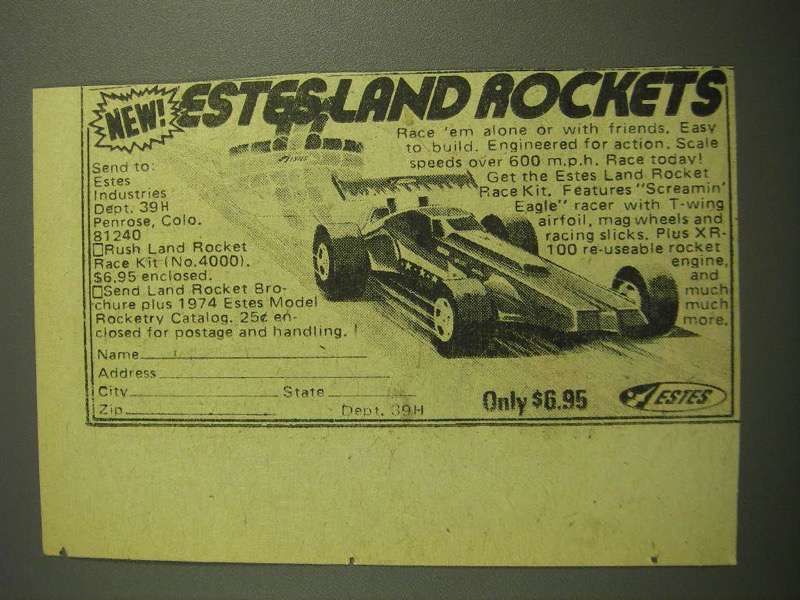 NEW!
ESTES LAND ROCKETS
Race 'em alone or with friends. Easy
to build. Engineered for action. Scale
speeds over 600 m.p.h. Race today!
Get the Estes Land Rocket
Race Kit. Features "Screamin'
Eagle" racer with T-wing
airfoil, mag wheels and
racing slicks. Plus XR-
100 re-useable rocket
engine,
and
much
much
more.
Send to:
Estes
Industries
Dept. 39H
Penrose, Colo.
81240
□Rush Land Rocket
Race Kit (No.4000).
$6.95 enclosed.
□Send Land Rocket Bro-
chure plus 1974 Estes Model
Rocketry Catalog. 25¢ en-
closed for postage and handling.
Name
Address
City State
Zip Dept. 39H
Only $6.95
ESTES